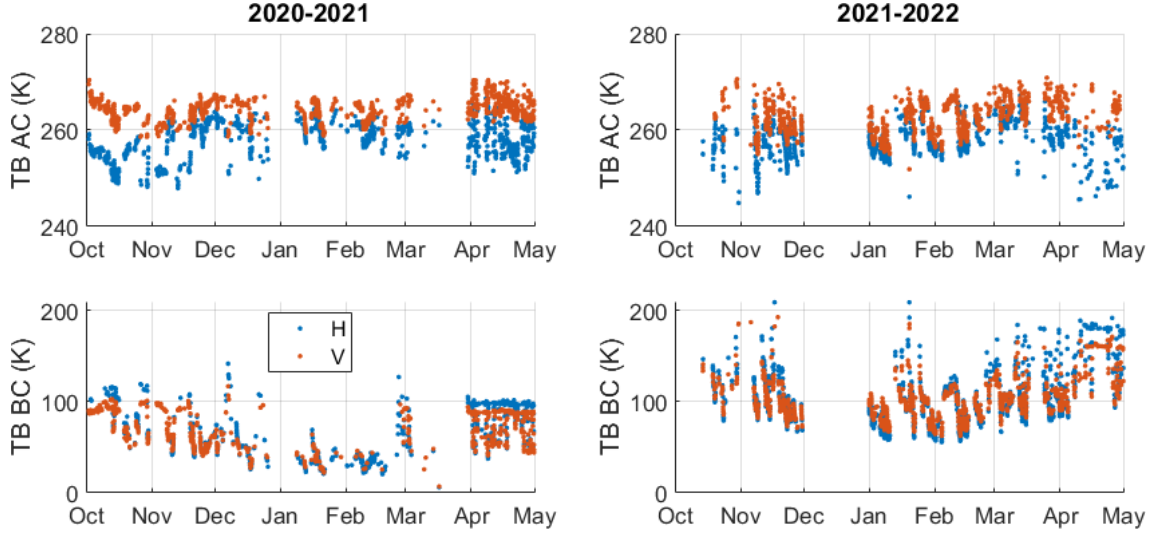 2020-2021
TB AC (K)
280
260
240
Oct Nov Dec Jan Feb Mar Apr May
2021-2022
TB AC (K)
280
260
240
Oct Nov Dec Jan Feb Mar Apr May
TB BC (K)
200
100
0
H
V
Oct Nov Dec Jan Feb Mar Apr May
TB BC (K)
200
100
0
Oct Nov Dec Jan Feb Mar Apr May